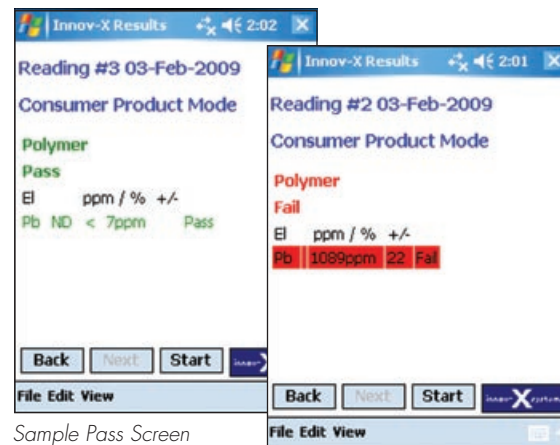 Innov-X Results 2:02
Reading #3 03-Feb-2009
Consumer Product Mode
Polymer
Pass
El ppm / % +/-
Pb ND < 7ppm Pass
Back Next Start
File Edit View
Sample Pass Screen
Innov-X Results 2:01
Reading #2 03-Feb-2009
Consumer Product Mode
Polymer
Fail
El ppm / % +/-
Pb 1089ppm 22 Fail
Back Next Start innov-X system
File Edit View